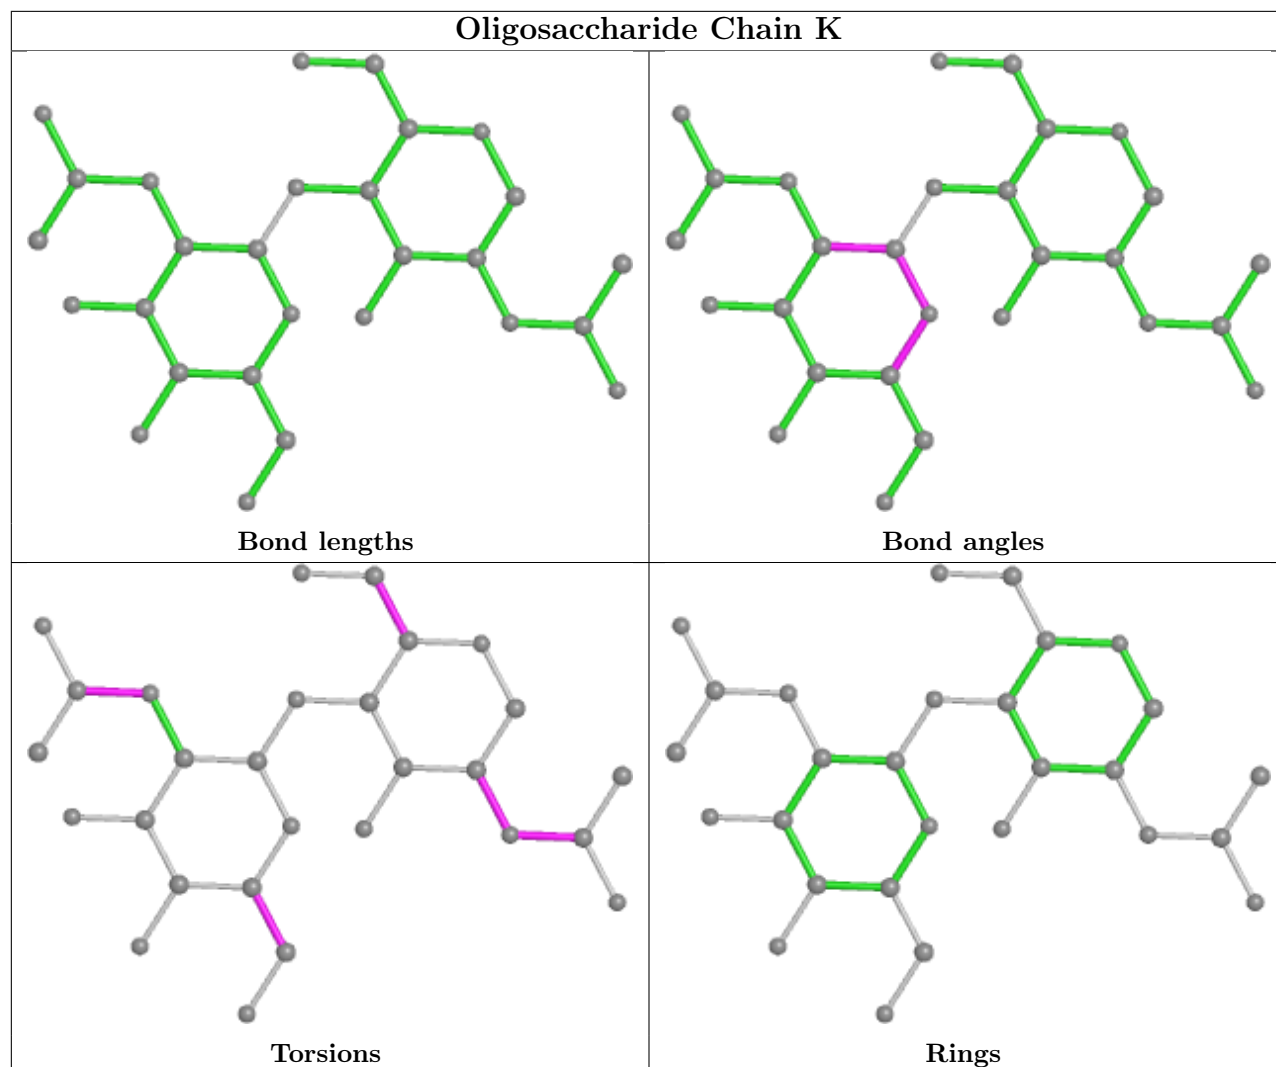 Oligosaccharide Chain K
Bond lengths
Bond angles
Torsions
Rings